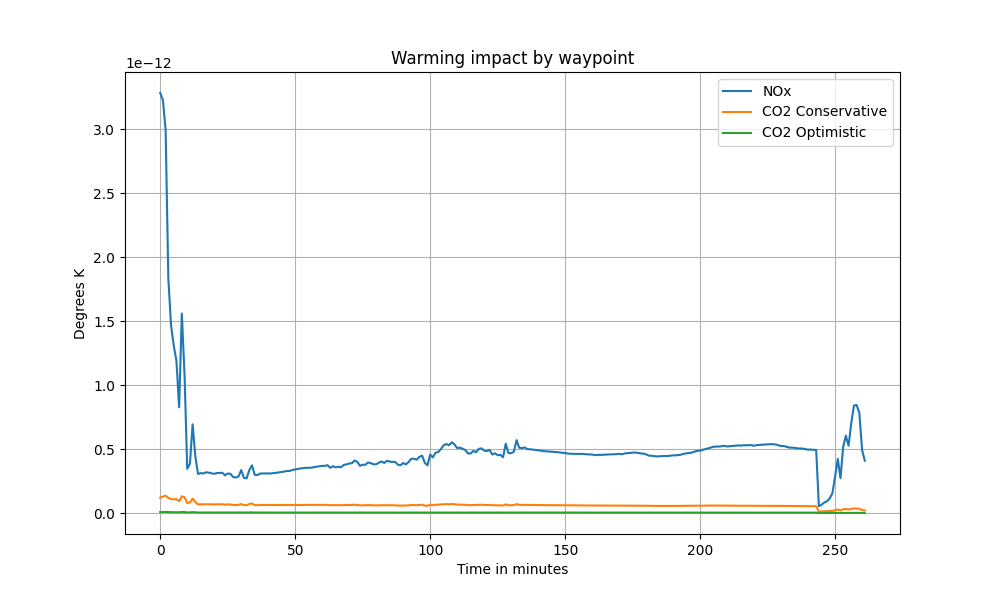 Warming impact by waypoint
1e−12
NOx
CO2 Conservative
CO2 Optimistic
3.0
2.5
2.0
1.5
1.0
0.5
0.0
Degrees K
0 50 100 150 200 250
Time in minutes